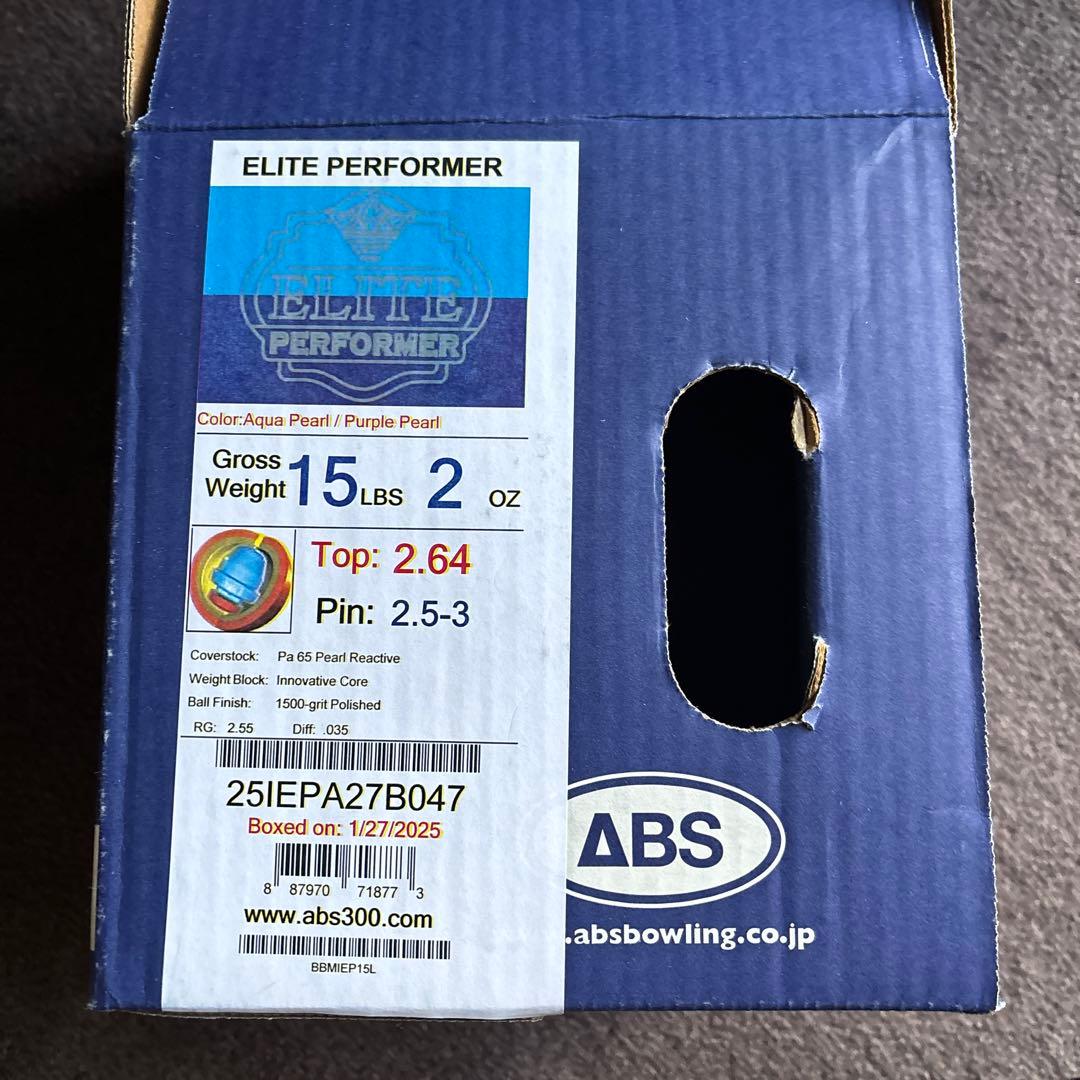 ELITE PERFORMER
ELITE
PERFORMER
Color:Aqua Pearl / Purple Pearl
Gross Weight 15 LBS 2 OZ
Top: 2.64
Pin: 2.5-3
Coverstock: Pa 65 Pearl Reactive
Weight Block: Innovative Core
Ball Finish: 1500-grit Polished
RG: 2.55 Diff: .035
25IEPA27B047
Boxed on: 1/27/2025
8 87970 71877 3
www.abs300.com
BBMIEP15L
ABS
.absbowling.co.jp